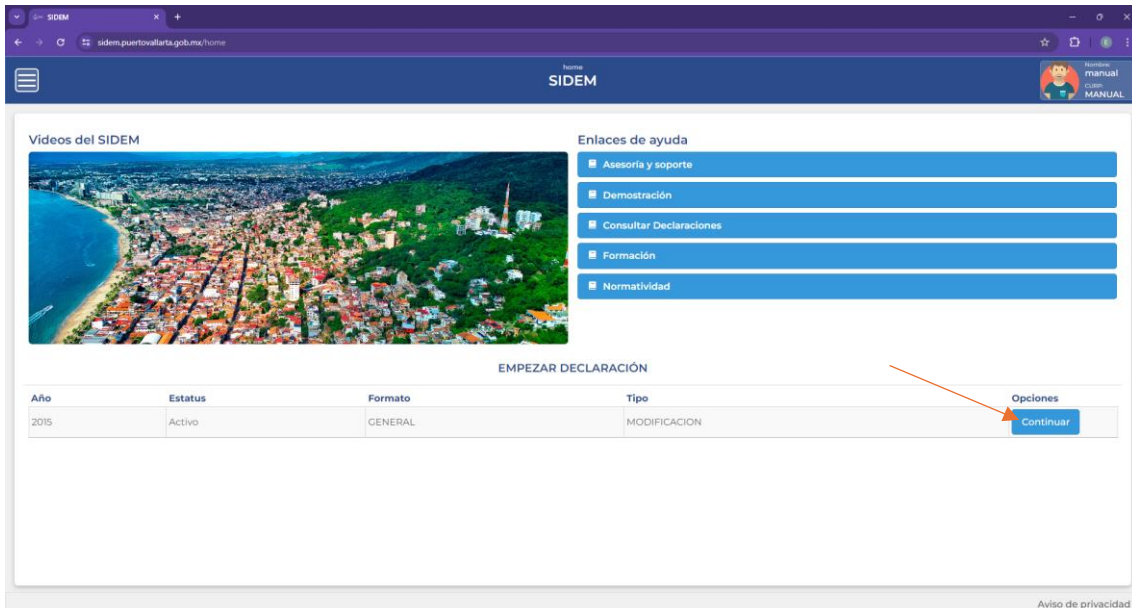 SIDEM
sidem.puertovallarta.gob.mx/home
home
SIDEM
Nombre:
manual
CURP:
MANUAL
Videos del SIDEM
Enlaces de ayuda
Asesoría y soporte
Demostración
Consultar Declaraciones
Formación
Normatividad
EMPEZAR DECLARACIÓN
Año Estatus Formato Tipo Opciones
2015 Activo GENERAL MODIFICACION Continuar
Aviso de privacidad